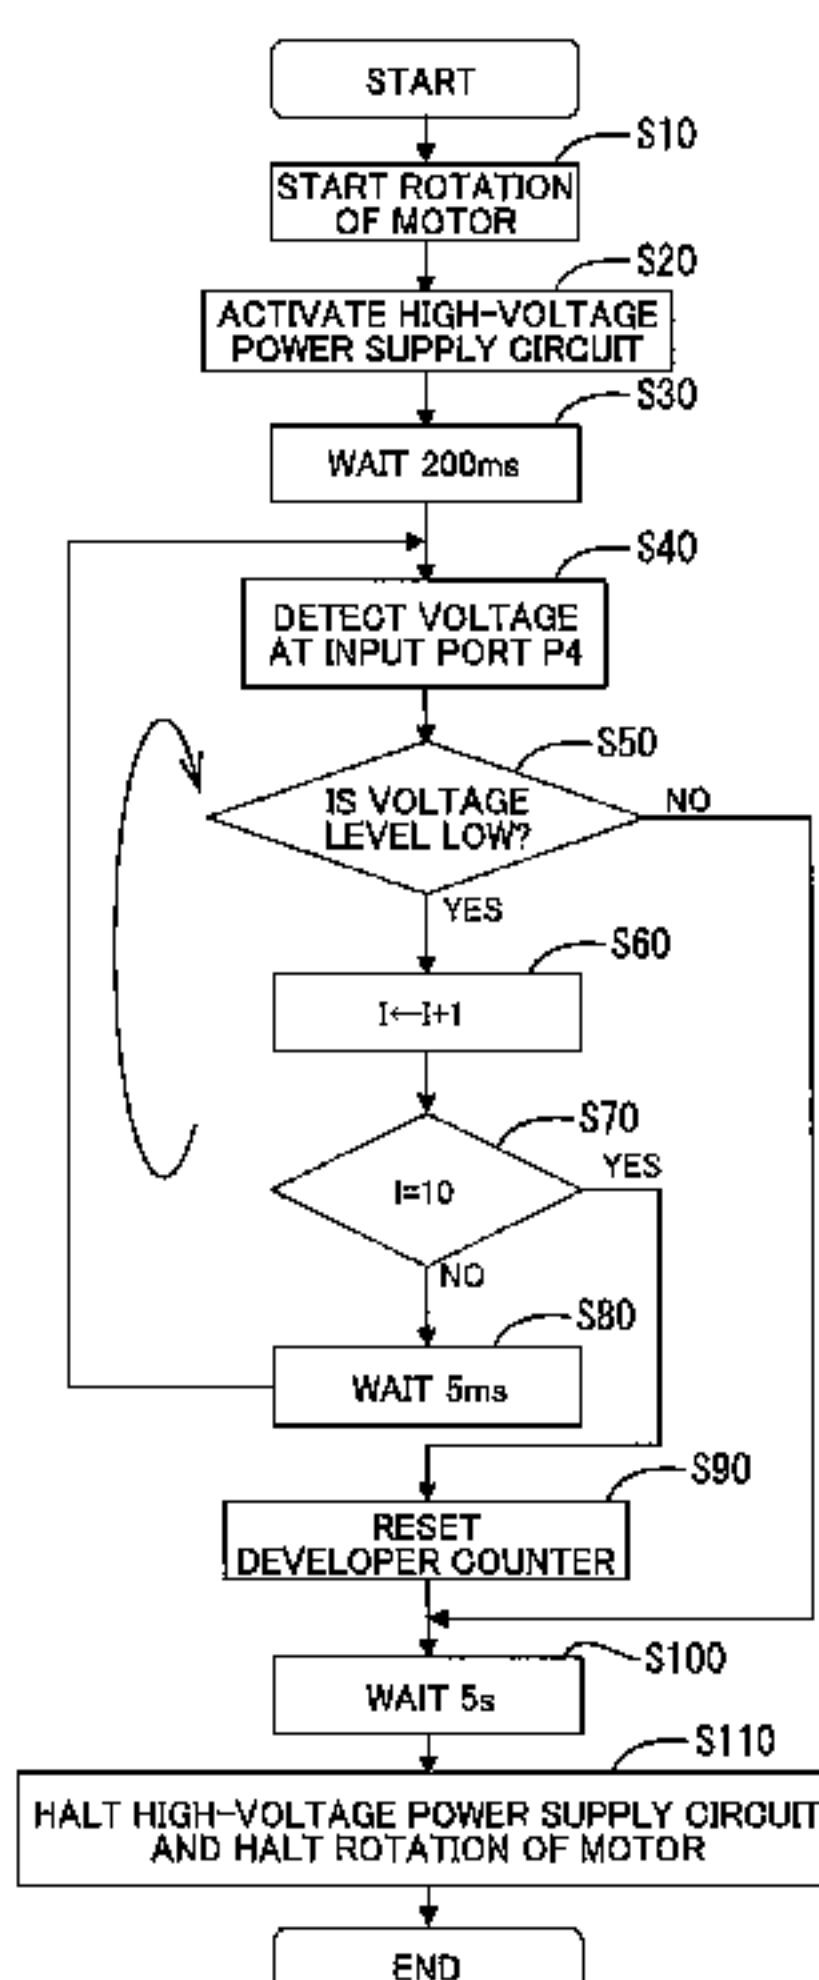 START
S10
START ROTATION
OF MOTOR
S20
ACTIVATE HIGH-VOLTAGE
POWER SUPPLY CIRCUIT
S30
WAIT 200ms
S40
DETECT VOLTAGE
AT INPUT PORT P4
S50
IS VOLTAGE
LEVEL LOW?
NO
YES
S60
I←I+1
S70
YES
I=10
NO
S80
WAIT 5ms
S90
RESET
DEVELOPER COUNTER
S100
WAIT 5s
S110
HALT HIGH-VOLTAGE POWER SUPPLY CIRCUIT
AND HALT ROTATION OF MOTOR
END